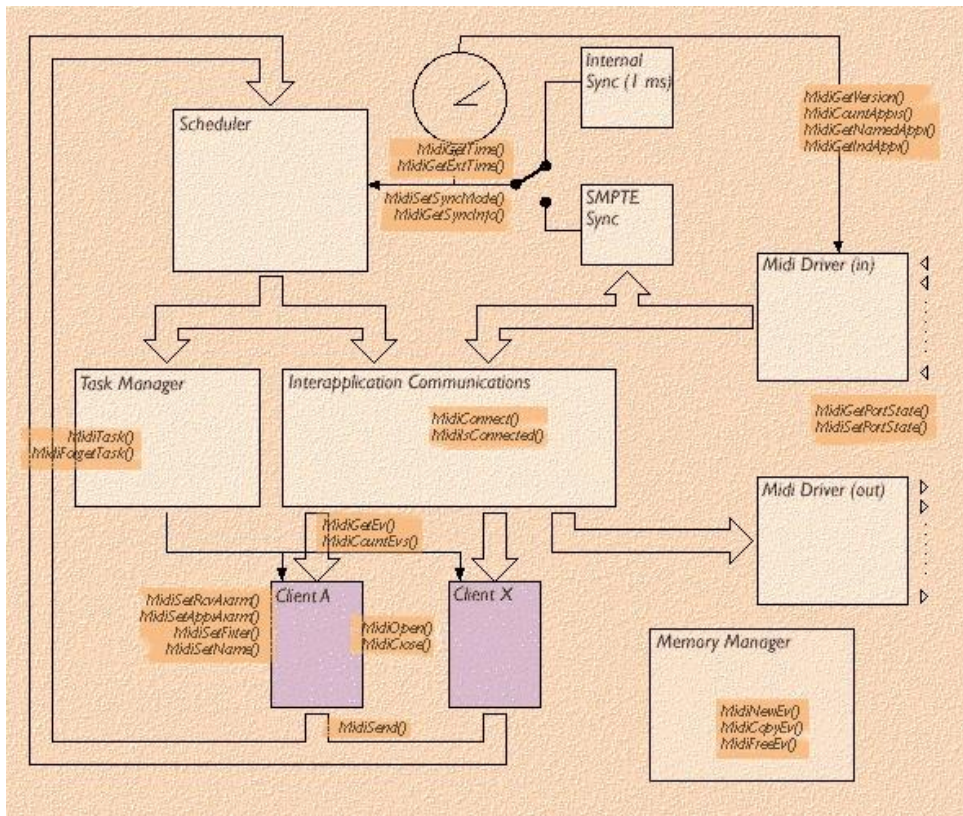 Internal
Sync (1 ms)
MidiGetVersion()
MidiCountAppls()
MidiGetNamedAppl()
MidiGetIndAppl()
Scheduler
MidiGetTime()
MidiGetExtTime()
MidiSetSyncMode()
MidiGetSyncInfo()
SMPTE
Sync
Midi Driver (in)
Task Manager
Interapplication Communications
MidiConnect()
MidiIsConnected()
MidiGetPortState()
MidiSetPortState()
MidiTask()
MidiForgetTask()
Midi Driver (out)
MidiGetEv()
MidiCountEvs()
Client A
Client X
MidiSetRcvAlarm()
MidiSetApplAlarm()
MidiSetFilter()
MidiSetName()
MidiOpen()
MidiClose()
Memory Manager
MidiSend()
MidiNewEv()
MidiCopyEv()
MidiFreeEv()